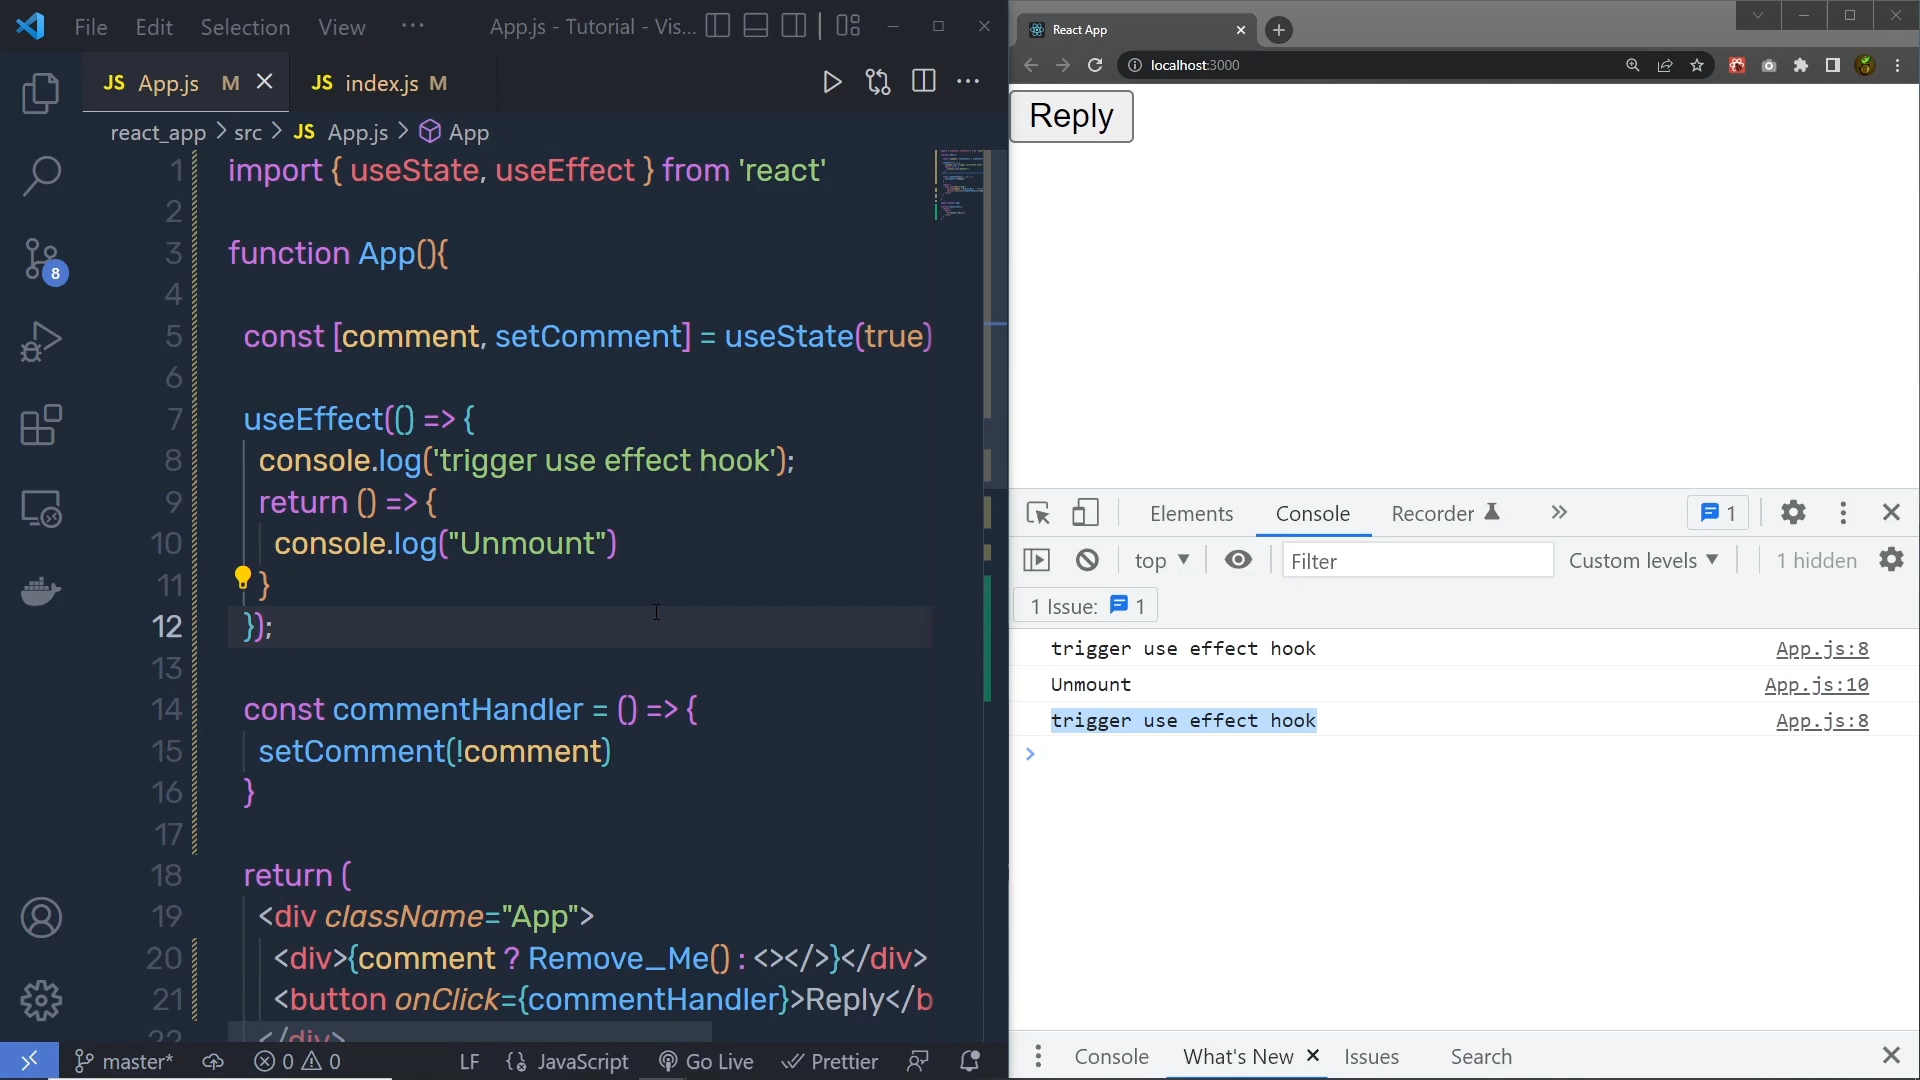 File Edit Selection View ··· App.js - Tutorial - Vis...
JS App.js M JS index.js M
react_app > src > JS App.js > App
1 import { useState, useEffect } from 'react'
2
3 function App(){
4
5 const [comment, setComment] = useState(true)
6
7 useEffect(() => {
8 console.log('trigger use effect hook');
9 return () => {
10 console.log("Unmount")
11 }
12 });
13
14 const commentHandler = () => {
15 setComment(!comment)
16 }
17
18 return (
19 <div className="App">
20 <div>{comment ? Remove_Me() : <></>}</div>
21 <button onClick={commentHandler}>Reply</b
22 </div>
8
master* 0 0 LF {} JavaScript Go Live Prettier
React App
localhost:3000
Reply
Elements Console Recorder 1
top Filter Custom levels 1 hidden
1 Issue: 1
trigger use effect hook App.js:8
Unmount App.js:10
trigger use effect hook App.js:8
>
Console What's New Issues Search